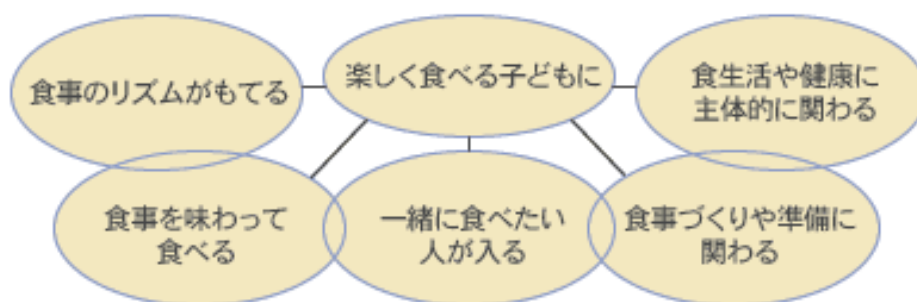 食事のリズムがもてる
楽しく食べる子どもに
食生活や健康に
主体的に関わる
食事を味わって
食べる
一緒に食べたい
人が入る
食事づくりや準備に
関わる